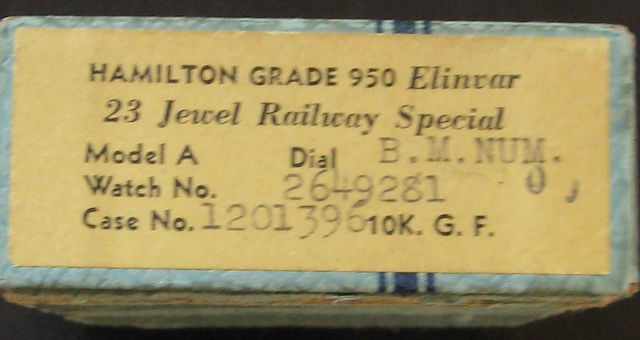 HAMILTON GRADE 950 Elinvar
23 Jewel Railway Special
Model A Dial B.M.NUM.
Watch No. 2649281 0,
Case No. 1201396 10K. G. F.